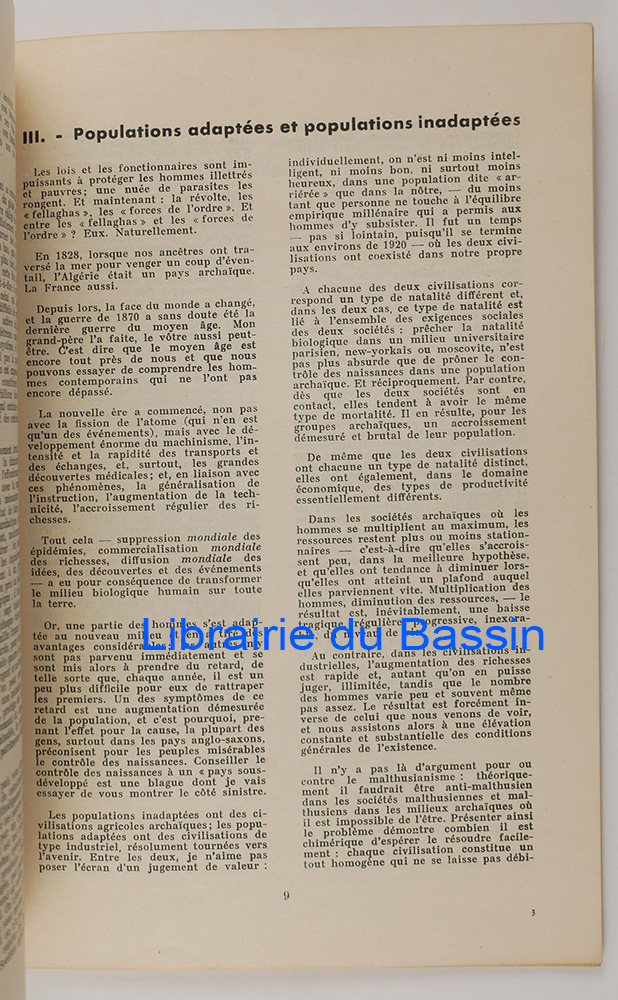 III. - Populations adaptées et populations inadaptées
Les lois et les fonctionnaires sont im-
puissants à protéger les hommes illettrés
et pauvres; une nuée de parasites les
rongent. Et maintenant : la révolte, les
« fellaghas », les « forces de l'ordre ». Et
entre les « fellaghas » et les « forces de
l'ordre » ? Eux. Naturellement.
En 1828, lorsque nos ancêtres ont tra-
versé la mer pour venger un coup d'éven-
tail, l'Algérie était un pays archaïque.
La France aussi.
Depuis lors, la face du monde a changé,
et la guerre de 1870 a sans doute été la
dernière guerre du moyen âge. Mon
grand-père l'a faite, le vôtre aussi peut-
être. C'est dire que le moyen âge est
encore tout près de nous et que nous
pouvons essayer de comprendre les hom-
mes contemporains qui ne l'ont pas
encore dépassé.
La nouvelle ère a commencé, non pas
avec la fission de l'atome (qui n'en est
qu'un des événements), mais avec le dé-
veloppement énorme du machinisme, l'in-
tensité et la rapidité des transports et
des échanges, et, surtout, les grandes
découvertes médicales; et, en liaison avec
ces phénomènes, la généralisation de
l'instruction, l'augmentation de la tech-
nicité, l'accroissement régulier des ri-
chesses.
Tout cela — suppression mondiale des
épidémies, commercialisation mondiale
des richesses, diffusion mondiale des
idées, des découvertes et des événements
— a eu pour conséquence de transformer
le milieu biologique humain sur toute
la terre.
Or, une partie des hommes s'est adap-
tée au nouveau milieu et en a tiré des
avantages considérables. Les autres n'y
sont pas parvenu immédiatement et se
sont mis alors à prendre du retard, de
telle sorte que, chaque année, il est un
peu plus difficile pour eux de rattraper
les premiers. Un des symptômes de ce
retard est une augmentation démesurée
de la population, et c'est pourquoi, pre-
nant l'effet pour la cause, la plupart des
gens, surtout dans les pays anglo-saxons,
préconisent pour les peuples misérables
le contrôle des naissances. Conseiller le
contrôle des naissances à un « pays sous-
développé est une blague dont je vais
essayer de vous montrer le côté sinistre.
Les populations inadaptées ont des ci-
vilisations agricoles archaïques; les popu-
lations adaptées ont des civilisations de
type industriel, résolument tournées vers
l'avenir. Entre les deux, je n'aime pas
poser l'écran d'un jugement de valeur :
individuellement, on n'est ni moins intel-
ligent, ni moins bon, ni surtout moins
heureux, dans une population dite « ar-
riérée » que dans la nôtre, — du moins
tant que personne ne touche à l'équilibre
empirique millénaire qui a permis aux
hommes d'y subsister. Il fut un temps
— pas si lointain, puisqu'il se termine
aux environs de 1920 — où les deux civi-
lisations ont coexisté dans notre propre
pays.
A chacune des deux civilisations cor-
respond un type de natalité différent et,
dans les deux cas, ce type de natalité est
lié à l'ensemble des exigences sociales
des deux sociétés : prêcher la natalité
biologique dans un milieu universitaire
parisien, new-yorkais ou moscovite, n'est
pas plus absurde que de prôner le con-
trôle des naissances dans une population
archaïque. Et réciproquement. Par contre,
dès que les deux sociétés sont en
contact, elles tendent à avoir le même
type de mortalité. Il en résulte, pour les
groupes archaïques, un accroissement
démesuré et brutal de leur population.
De même que les deux civilisations
ont chacune un type de natalité distinct,
elles ont également, dans le domaine
économique, des types de productivité
essentiellement différents.
Dans les sociétés archaïques où les
hommes se multiplient au maximum, les
ressources restent plus ou moins station-
naires — c'est-à-dire qu'elles s'accrois-
sent peu, dans la meilleure hypothèse,
et qu'elles ont tendance à diminuer lors-
qu'elles ont atteint un plafond auquel
elles parviennent vite. Multiplication des
hommes, diminution des ressources, — le
résultat est, inévitablement, une baisse
tragique, régulière, progressive, inexora-
niveau de
Au contraire, dans les civilisations in-
dustrielles, l'augmentation des richesses
est rapide et, autant qu'on en puisse
juger, illimitée, tandis que le nombre
des hommes varie peu et souvent même
pas assez. Le résultat est forcément in-
verse de celui que nous venons de voir,
et nous assistons alors à une élévation
constante et substantielle des conditions
générales de l'existence.
Il n'y a pas là d'argument pour ou
contre le malthusianisme : théorique-
ment il faudrait être anti-malthusien
dans les sociétés malthusiennes et mal-
thusiens dans les milieux archaïques où
il est impossible de l'être. Présenter ainsi
le problème démontre combien il est
chimérique d'espérer le résoudre facile-
ment : chaque civilisation constitue un
tout homogène qui ne se laisse pas débi-
9
3
Librairie du Bassin